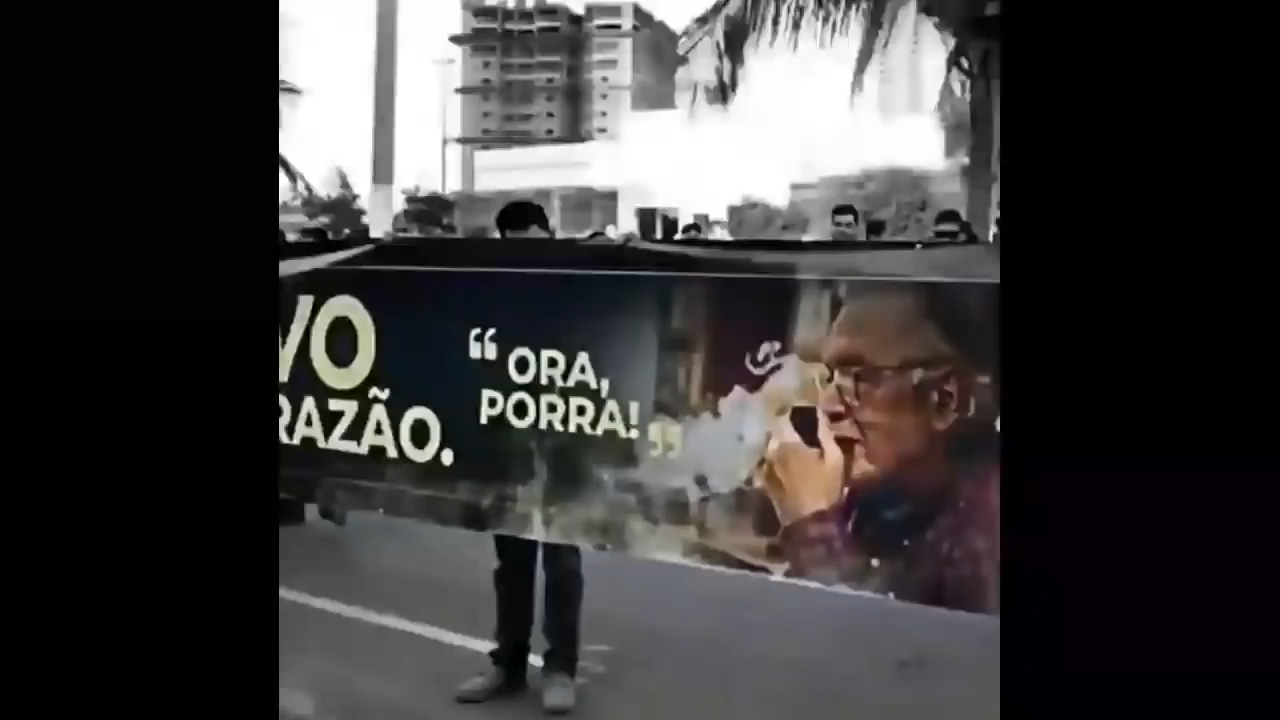 VO
RAZÃO.
“ ORA,
PORRA! ”